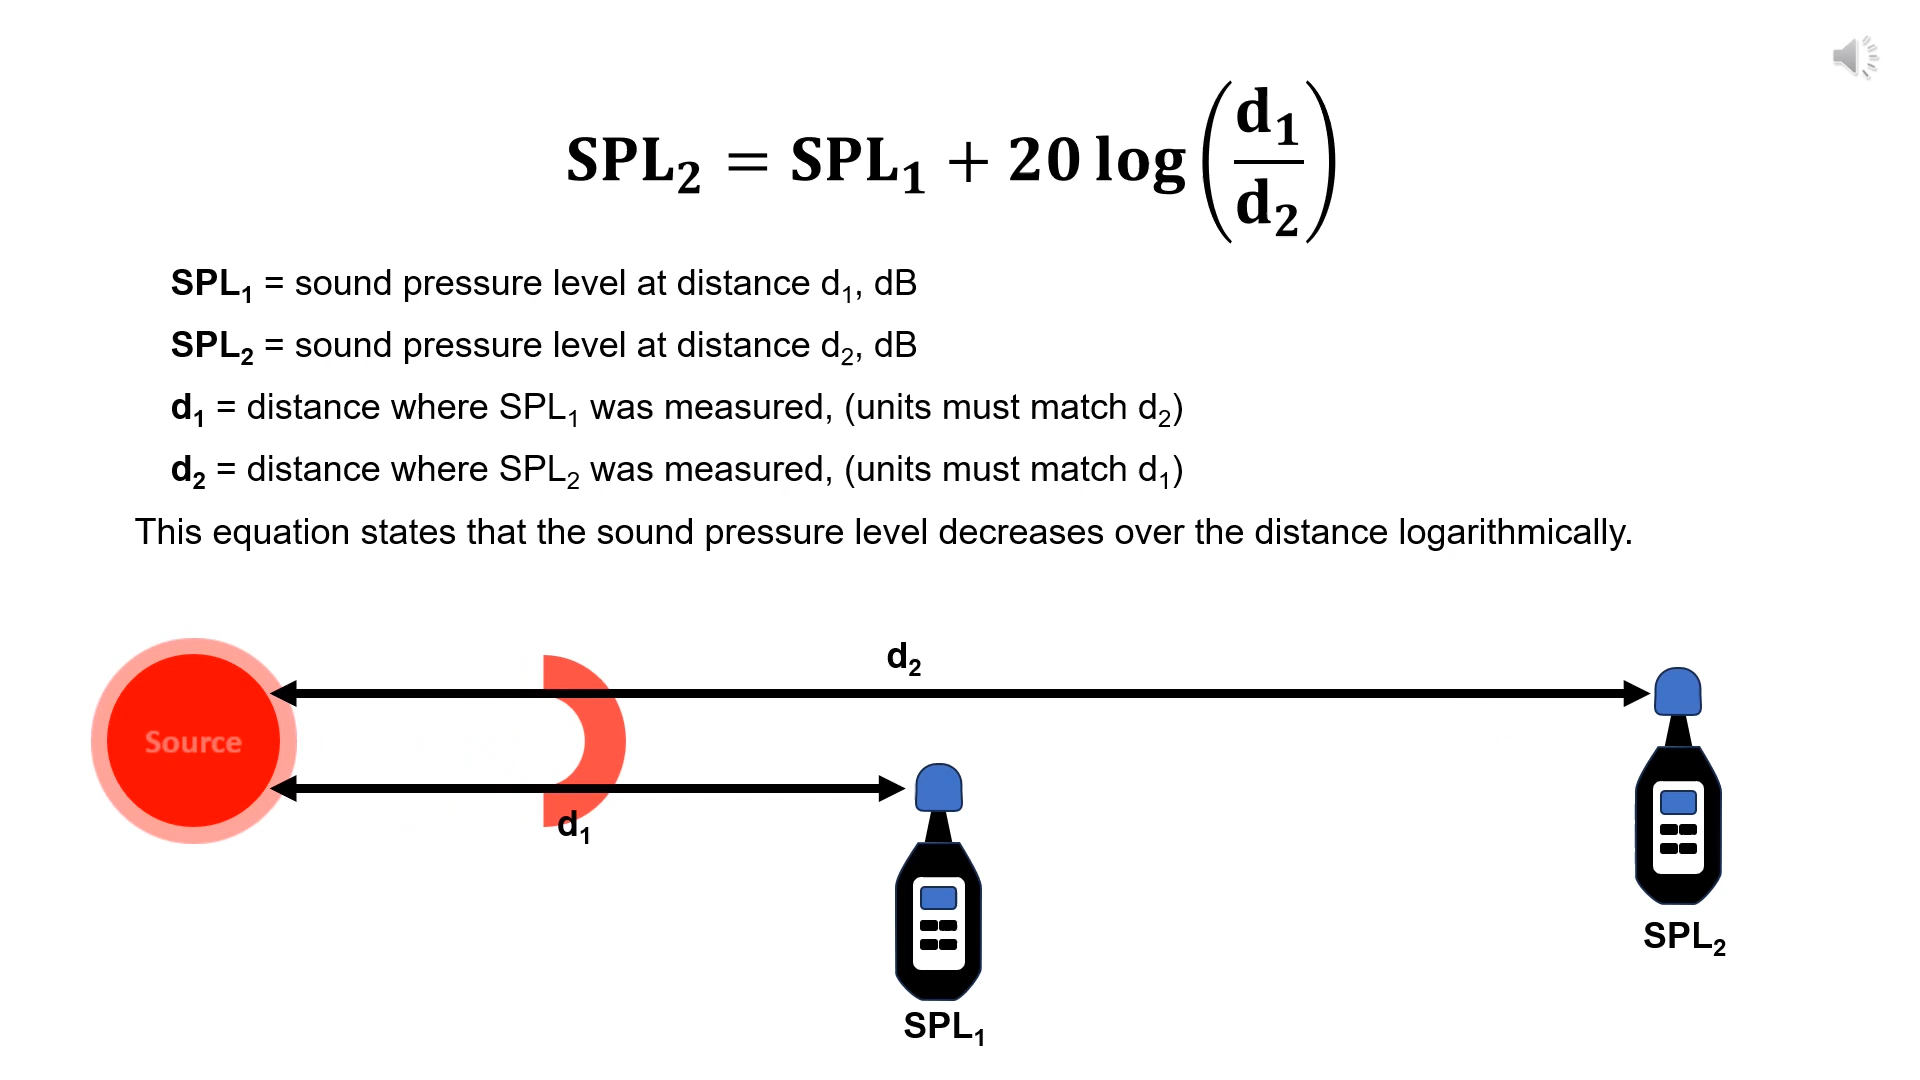 SPL₂ = SPL₁ + 20 log(d₁/d₂)
SPL₁ = sound pressure level at distance d₁, dB
SPL₂ = sound pressure level at distance d₂, dB
d₁ = distance where SPL₁ was measured, (units must match d₂)
d₂ = distance where SPL₂ was measured, (units must match d₁)
This equation states that the sound pressure level decreases over the distance logarithmically.
d₂
Source
d₁
SPL₂
SPL₁